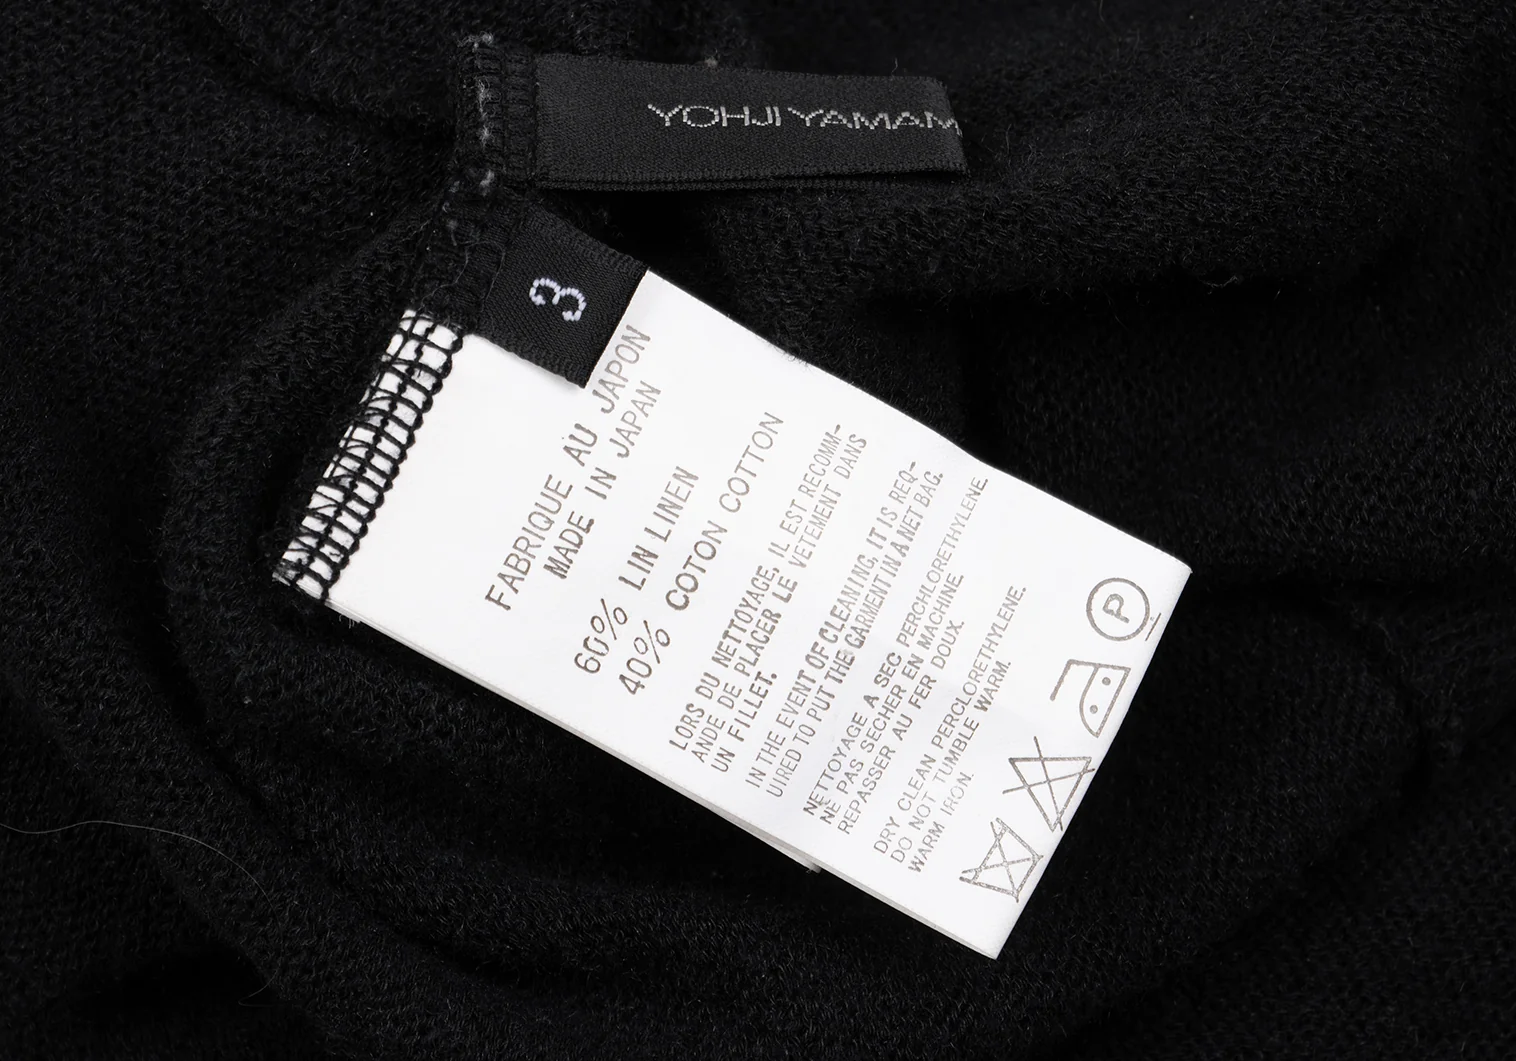 YOHJI YAMAM
3
FABRIQUE AU JAPON
MADE IN JAPAN
60% LIN LINEN
40% COTON COTTON
LORS DU NETTOYAGE, IL EST RECOMM-
ANDE DE PLACER LE VETEMENT DANS
UN FILLET.
IN THE EVENT OF CLEANING, IT IS REQ-
UIRED TO PUT THE GARMENT IN A NET BAG.
NETTOYAGE A SEC PERCHLORETHYLENE.
NE PAS SECHER EN MACHINE.
REPASSER AU FER DOUX.
DRY CLEAN PERCLORETHYLENE.
DO NOT TUMBLE WARM.
WARM IRON.
P